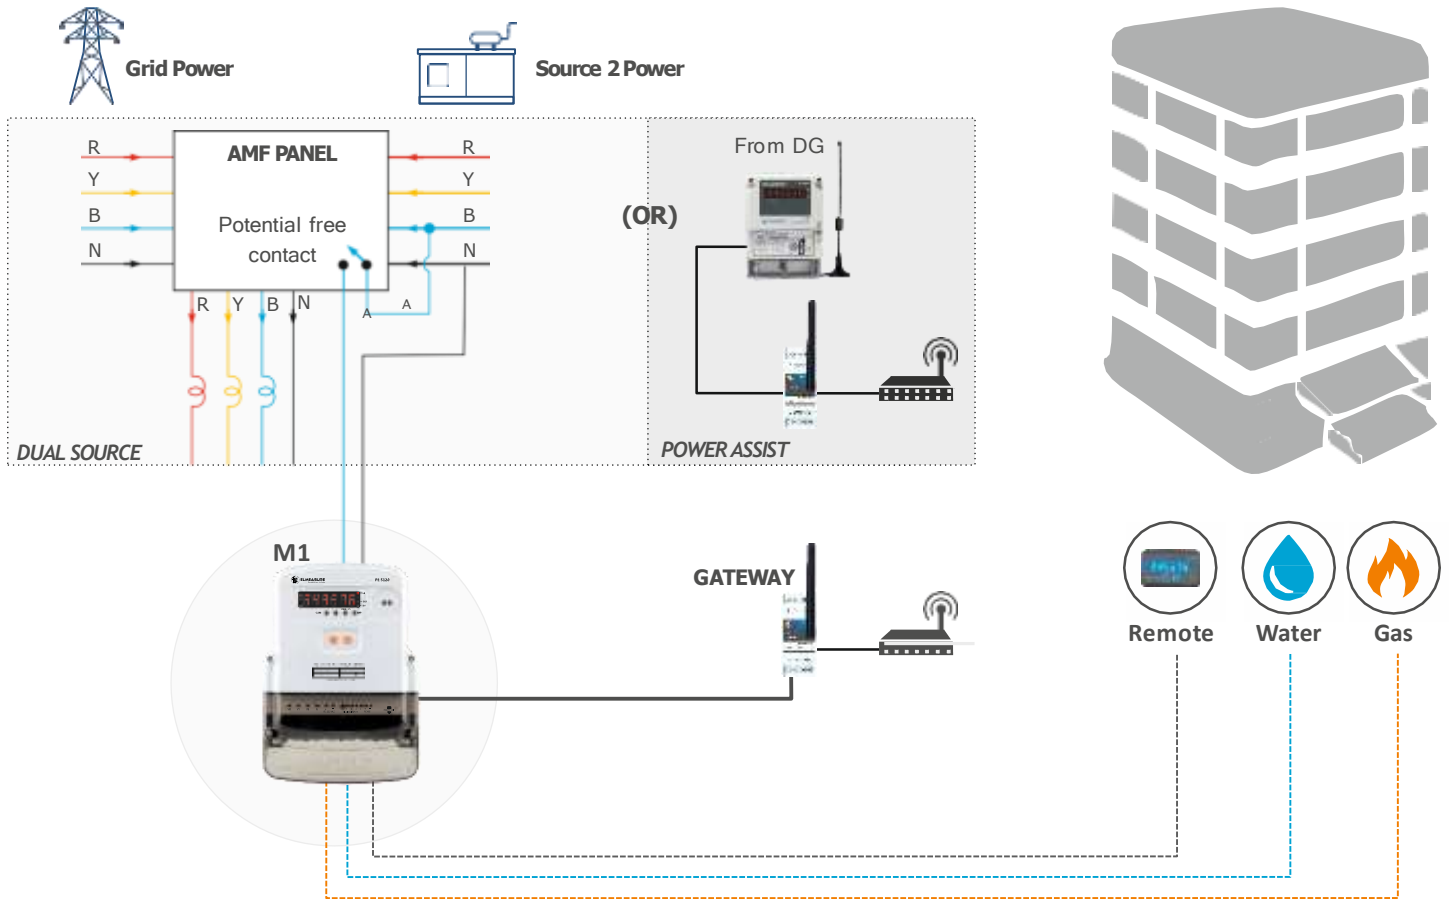 Grid Power
Source 2 Power
AMF PANEL
R
Y
B
N
R
Y
B
N
Potential free
contact
R
Y
B
N
A
A
(OR)
From DG
DUAL SOURCE
POWER ASSIST
M1
GATEWAY
Remote
Water
Gas